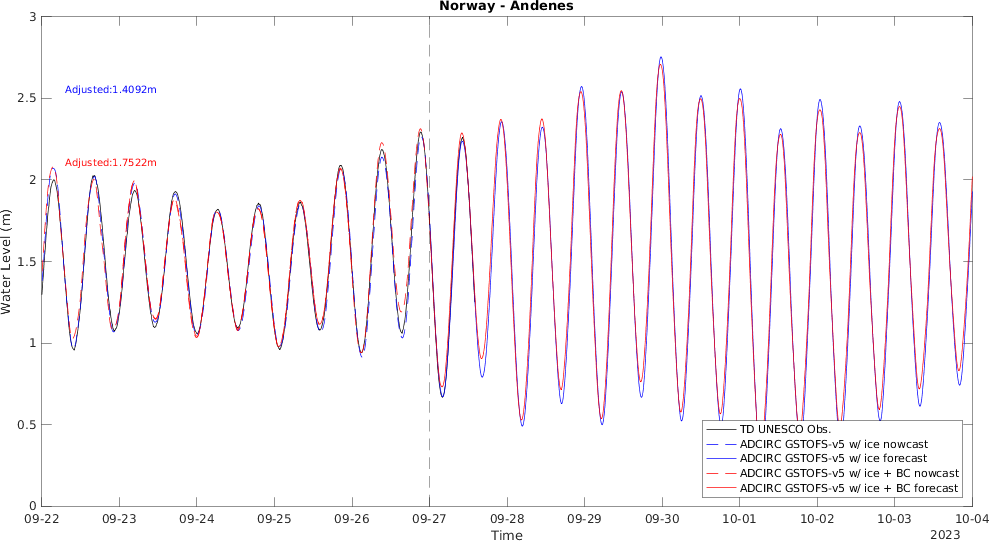 Norway - Andenes
3
2.5
2
1.5
1
0.5
0
Water Level (m)
Adjusted:1.4092m
Adjusted:1.7522m
TD UNESCO Obs.
ADCIRC GSTOFS-v5 w/ ice nowcast
ADCIRC GSTOFS-v5 w/ ice forecast
ADCIRC GSTOFS-v5 w/ ice + BC nowcast
ADCIRC GSTOFS-v5 w/ ice + BC forecast
09-22 09-23 09-24 09-25 09-26 09-27 09-28 09-29 09-30 10-01 10-02 10-03 10-04
Time
2023